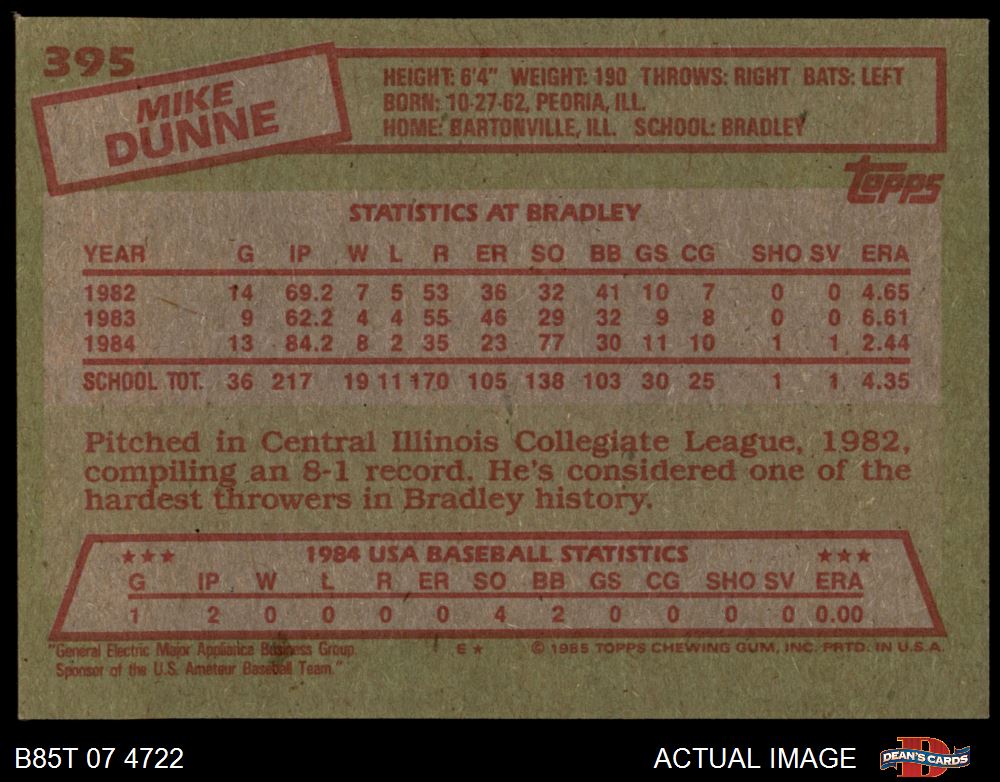 395
MIKE
DUNNE
HEIGHT: 6'4" WEIGHT: 190 THROWS: RIGHT BATS: LEFT
BORN: 10-27-62, PEORIA, ILL.
HOME: BARTONVILLE, ILL. SCHOOL: BRADLEY
topps
STATISTICS AT BRADLEY
YEAR G IP W L R ER SO BB GS CG SHO SV ERA
1982 14 69.2 7 5 53 36 32 41 10 7 0 0 4.65
1983 9 62.2 4 4 55 46 29 32 9 8 0 0 6.61
1984 13 84.2 8 2 35 23 77 30 11 10 1 1 2.44
SCHOOL TOT. 36 217 19 11 170 105 138 103 30 25 1 1 4.35
Pitched in Central Illinois Collegiate League, 1982,
compiling an 8-1 record. He's considered one of the
hardest throwers in Bradley history.
★★★ 1984 USA BASEBALL STATISTICS ★★★
G IP W L R ER SO BB GS CG SHO SV ERA
1 2 0 0 0 0 4 2 0 0 0 0 0.00
"General Electric Major Appliance Business Group. E★ © 1985 TOPPS CHEWING GUM, INC. PRTD. IN U.S.A.
Sponsor of the U.S. Amateur Baseball Team."
B85T 07 4722 ACTUAL IMAGE DEAN'S CARDS